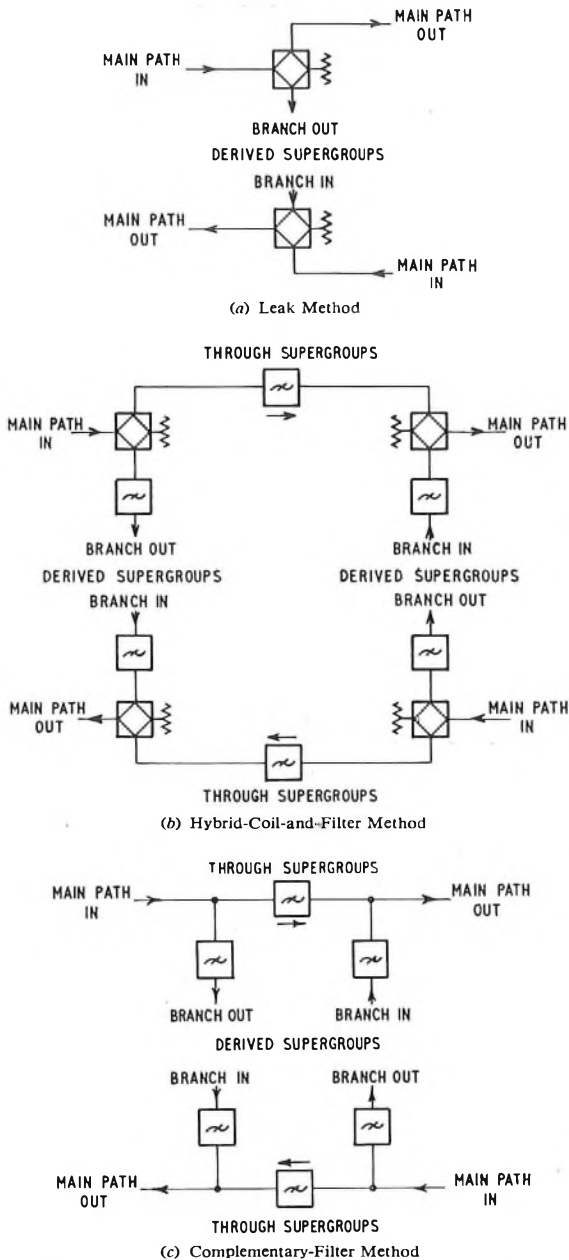 MAIN PATH
OUT
MAIN PATH
IN
BRANCH OUT
DERIVED SUPERGROUPS
BRANCH IN
MAIN PATH
OUT
MAIN PATH
IN
(a) Leak Method
THROUGH SUPERGROUPS
MAIN PATH
IN
MAIN PATH
OUT
BRANCH OUT
BRANCH IN
DERIVED SUPERGROUPS
DERIVED SUPERGROUPS
BRANCH IN
BRANCH OUT
MAIN PATH
OUT
MAIN PATH
IN
THROUGH SUPERGROUPS
(b) Hybrid-Coil-and-Filter Method
THROUGH SUPERGROUPS
MAIN PATH
IN
MAIN PATH
OUT
BRANCH OUT
BRANCH IN
DERIVED SUPERGROUPS
BRANCH IN
BRANCH OUT
MAIN PATH
OUT
MAIN PATH
IN
THROUGH SUPERGROUPS
(c) Complementary-Filter Method